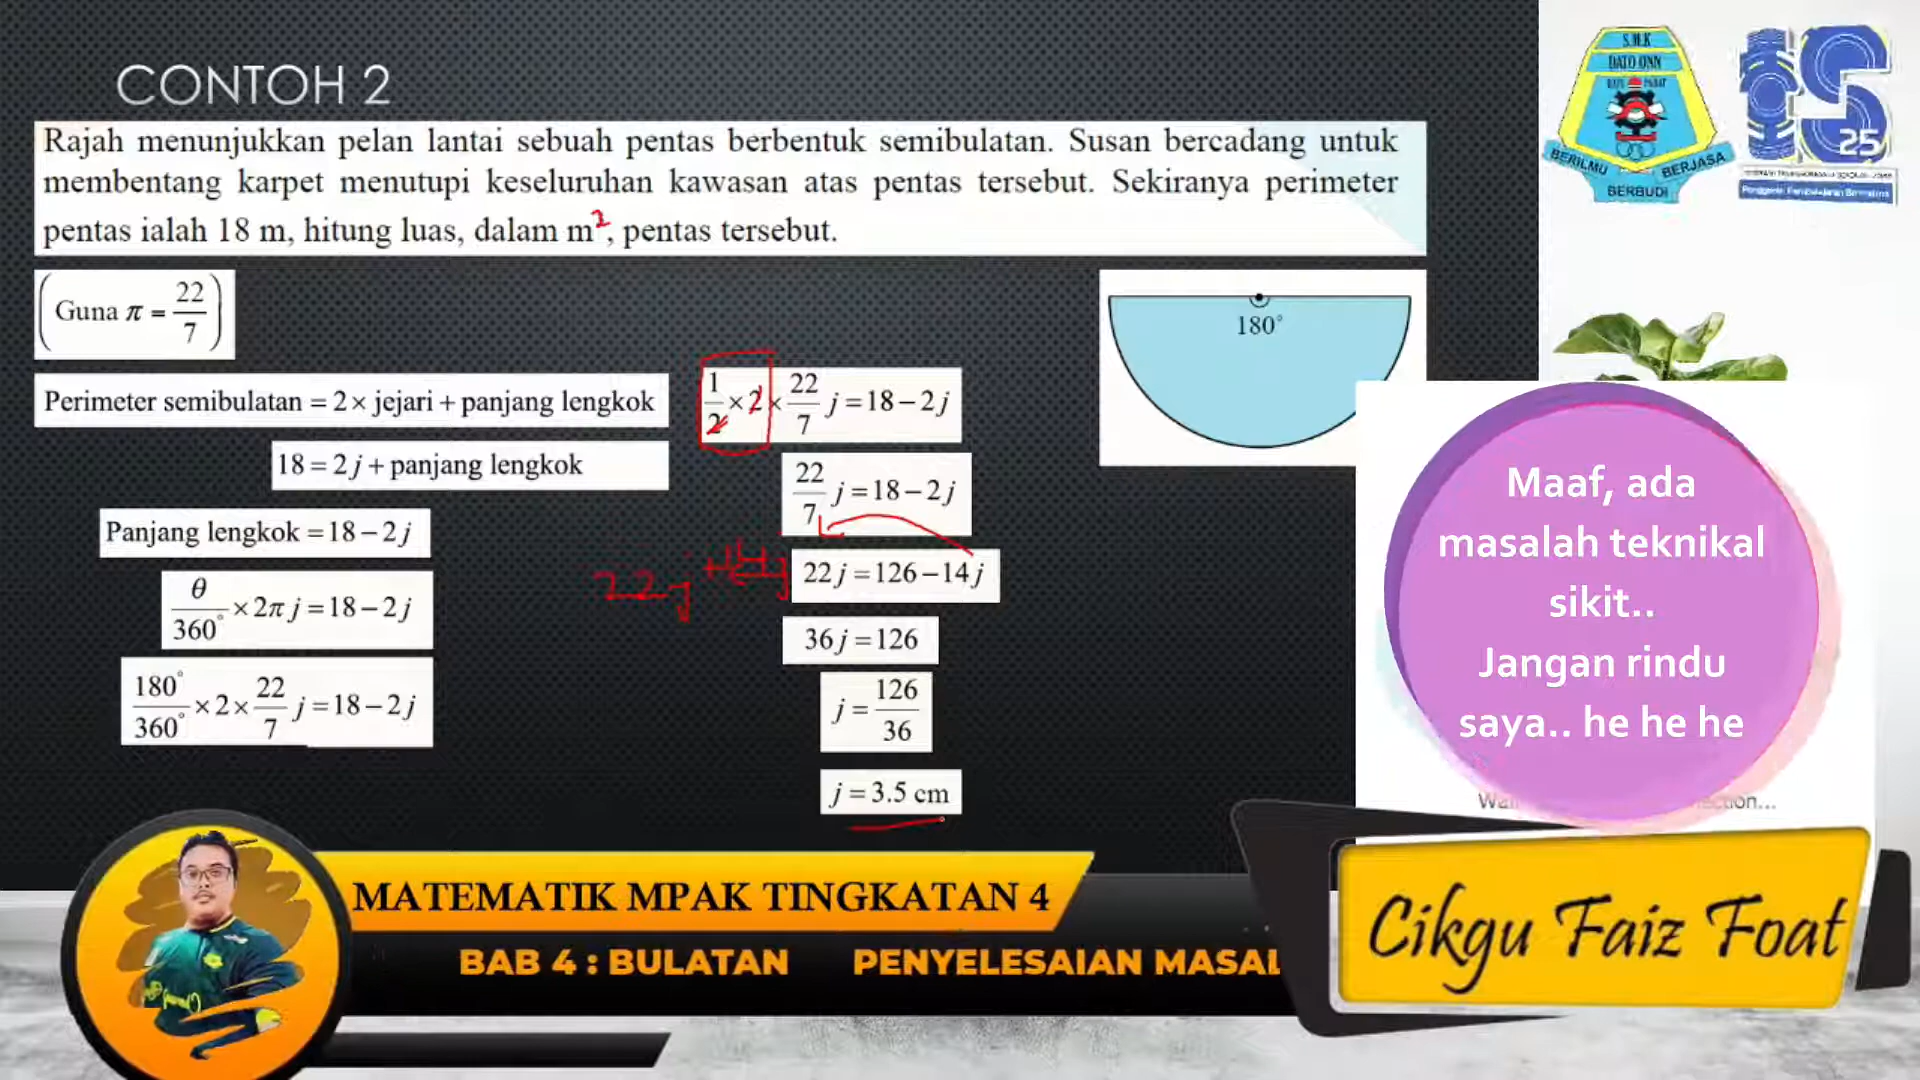 CONTOH 2
Rajah menunjukkan pelan lantai sebuah pentas berbentuk semibulatan. Susan bercadang untuk
membentang karpet menutupi keseluruhan kawasan atas pentas tersebut. Sekiranya perimeter
pentas ialah 18 m, hitung luas, dalam m², pentas tersebut.
(Guna π = 22/7)
Perimeter semibulatan = 2 × jejari + panjang lengkok
18 = 2j + panjang lengkok
Panjang lengkok = 18 − 2j
θ/360° × 2πj = 18 − 2j
180°/360° × 2 × 22/7 j = 18 − 2j
1/2 × 2 × 22/7 j = 18 − 2j
22/7 j = 18 − 2j
22j + 14j
22j = 126 − 14j
36j = 126
j = 126/36
j = 3.5 cm
180°
S.M.K
DATO ONN
BERILMU
BERBUDI
BERJASA
25
Maaf, ada
masalah teknikal
sikit..
Jangan rindu
saya.. he he he
MATEMATIK MPAK TINGKATAN 4
BAB 4 : BULATAN PENYELESAIAN MASAL
Cikgu Faiz Foat